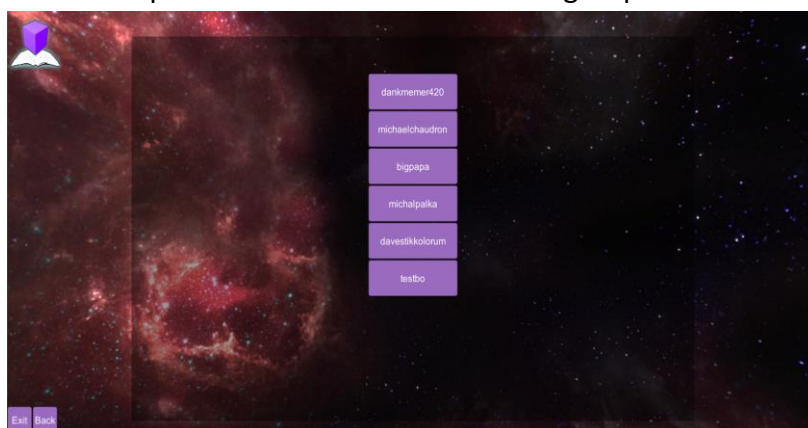 dankmemer420
michaelchaudron
bigpapa
michalpalka
davestikkolorum
testbo
Exit Back